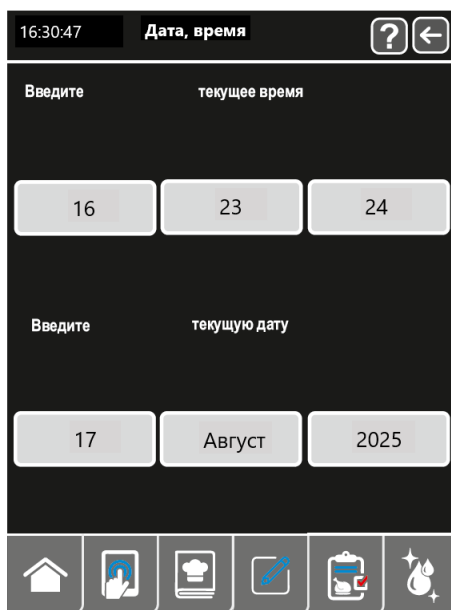 16:30:47 Дата, время ?
Введите текущее время
16 23 24
Введите текущую дату
17 Август 2025